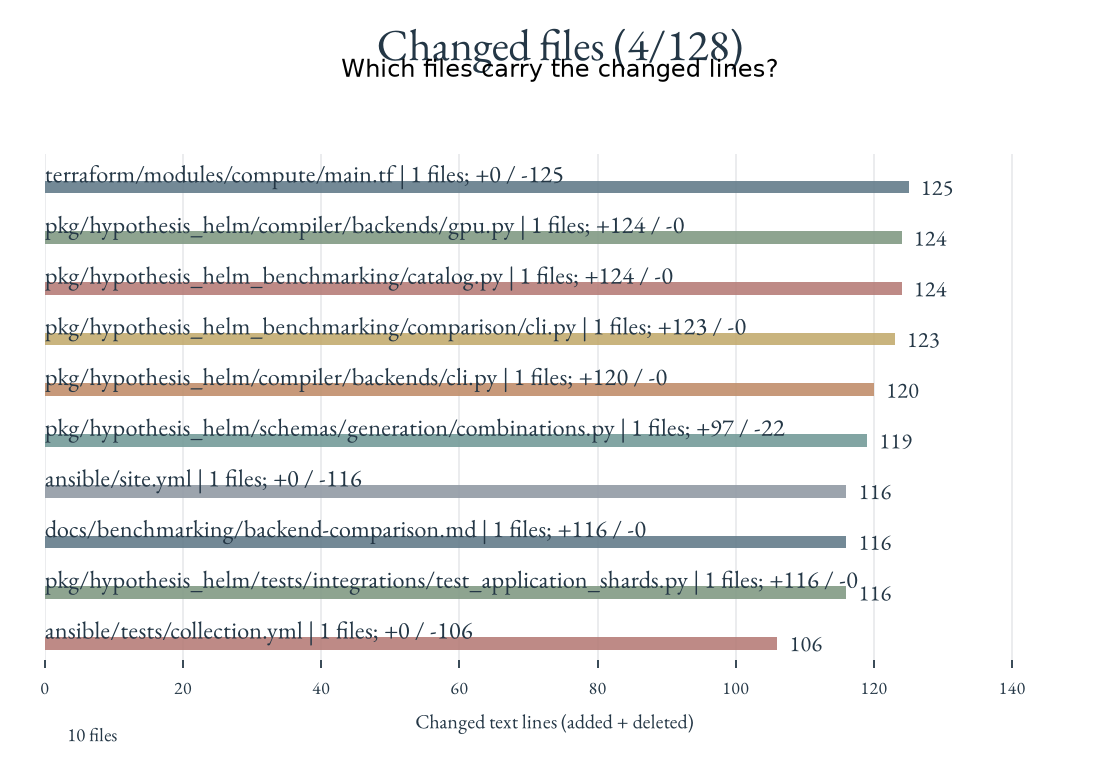 Changed files (4/128)
Which files carry the changed lines?
terraform/modules/compute/main.tf | 1 files; +0 / -125
125
pkg/hypothesis_helm/compiler/backends/gpu.py | 1 files; +124 / -0
124
pkg/hypothesis_helm_benchmarking/catalog.py | 1 files; +124 / -0
124
pkg/hypothesis_helm_benchmarking/comparison/cli.py | 1 files; +123 / -0
123
pkg/hypothesis_helm/compiler/backends/cli.py | 1 files; +120 / -0
120
pkg/hypothesis_helm/schemas/generation/combinations.py | 1 files; +97 / -22
119
ansible/site.yml | 1 files; +0 / -116
116
docs/benchmarking/backend-comparison.md | 1 files; +116 / -0
116
pkg/hypothesis_helm/tests/integrations/test_application_shards.py | 1 files; +116 / -0
116
ansible/tests/collection.yml | 1 files; +0 / -106
106
0 20 40 60 80 100 120 140
Changed text lines (added + deleted)
10 files